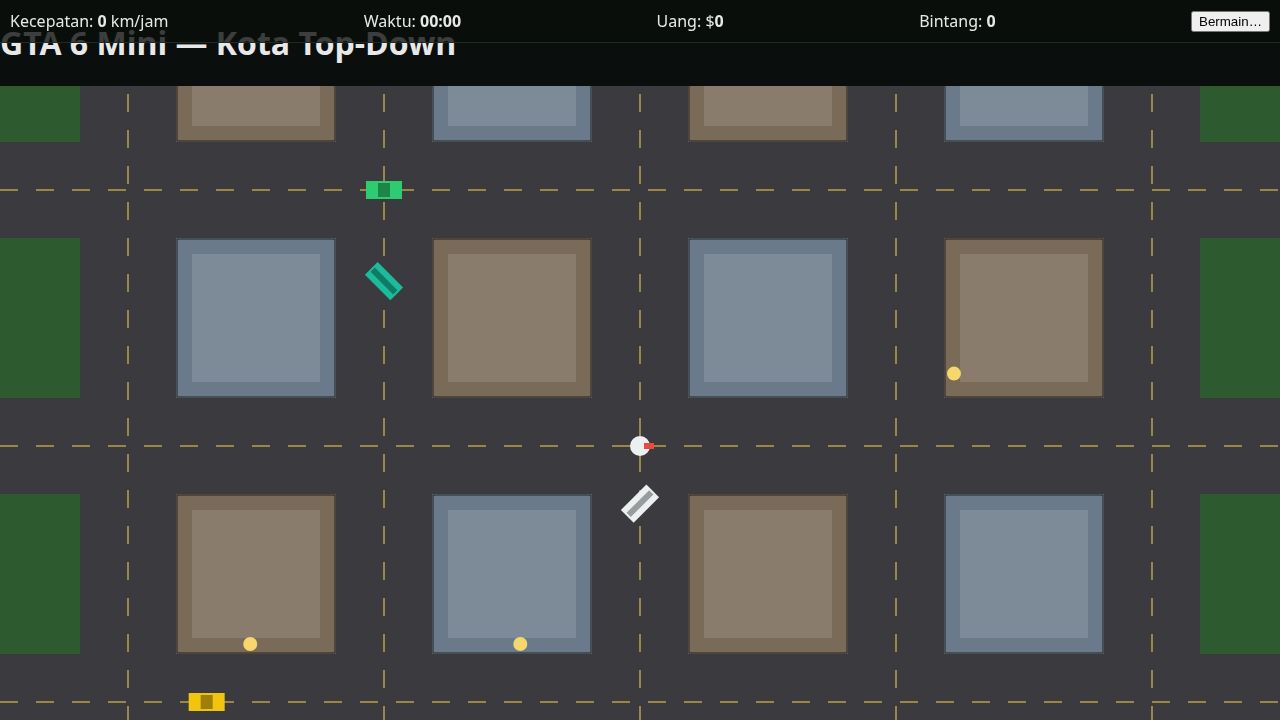 Kecepatan: 0 km/jam
Waktu: 00:00
Uang: $0
Bintang: 0
Bermain…
GTA 6 Mini — Kota Top-Down